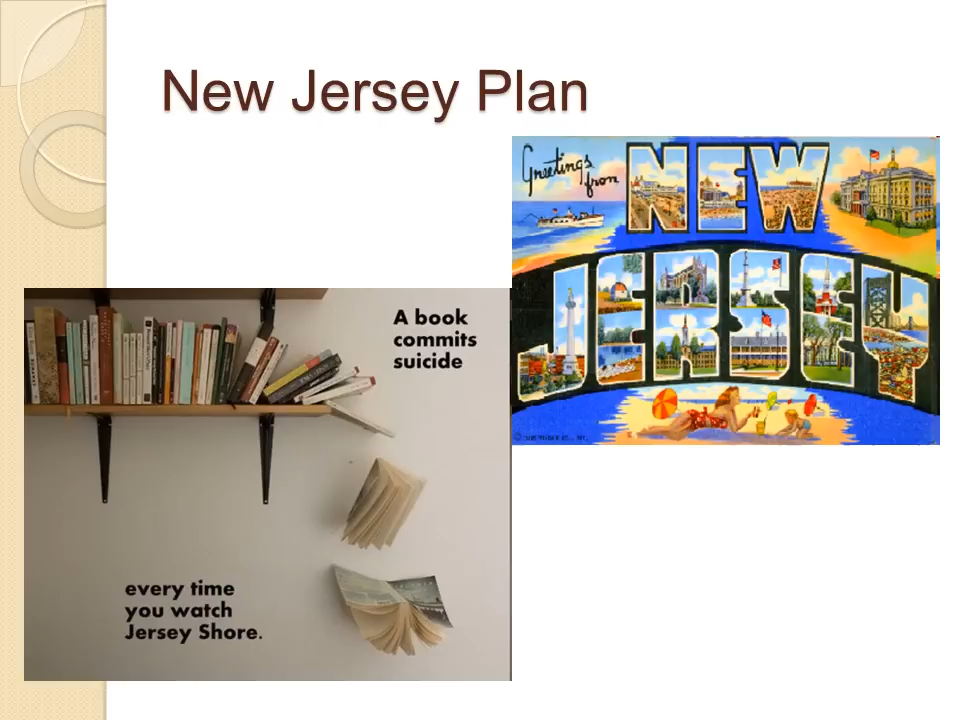 New Jersey Plan
Greetings
from
NEW
JERSEY
A book
commits
suicide
every time
you watch
Jersey Shore.